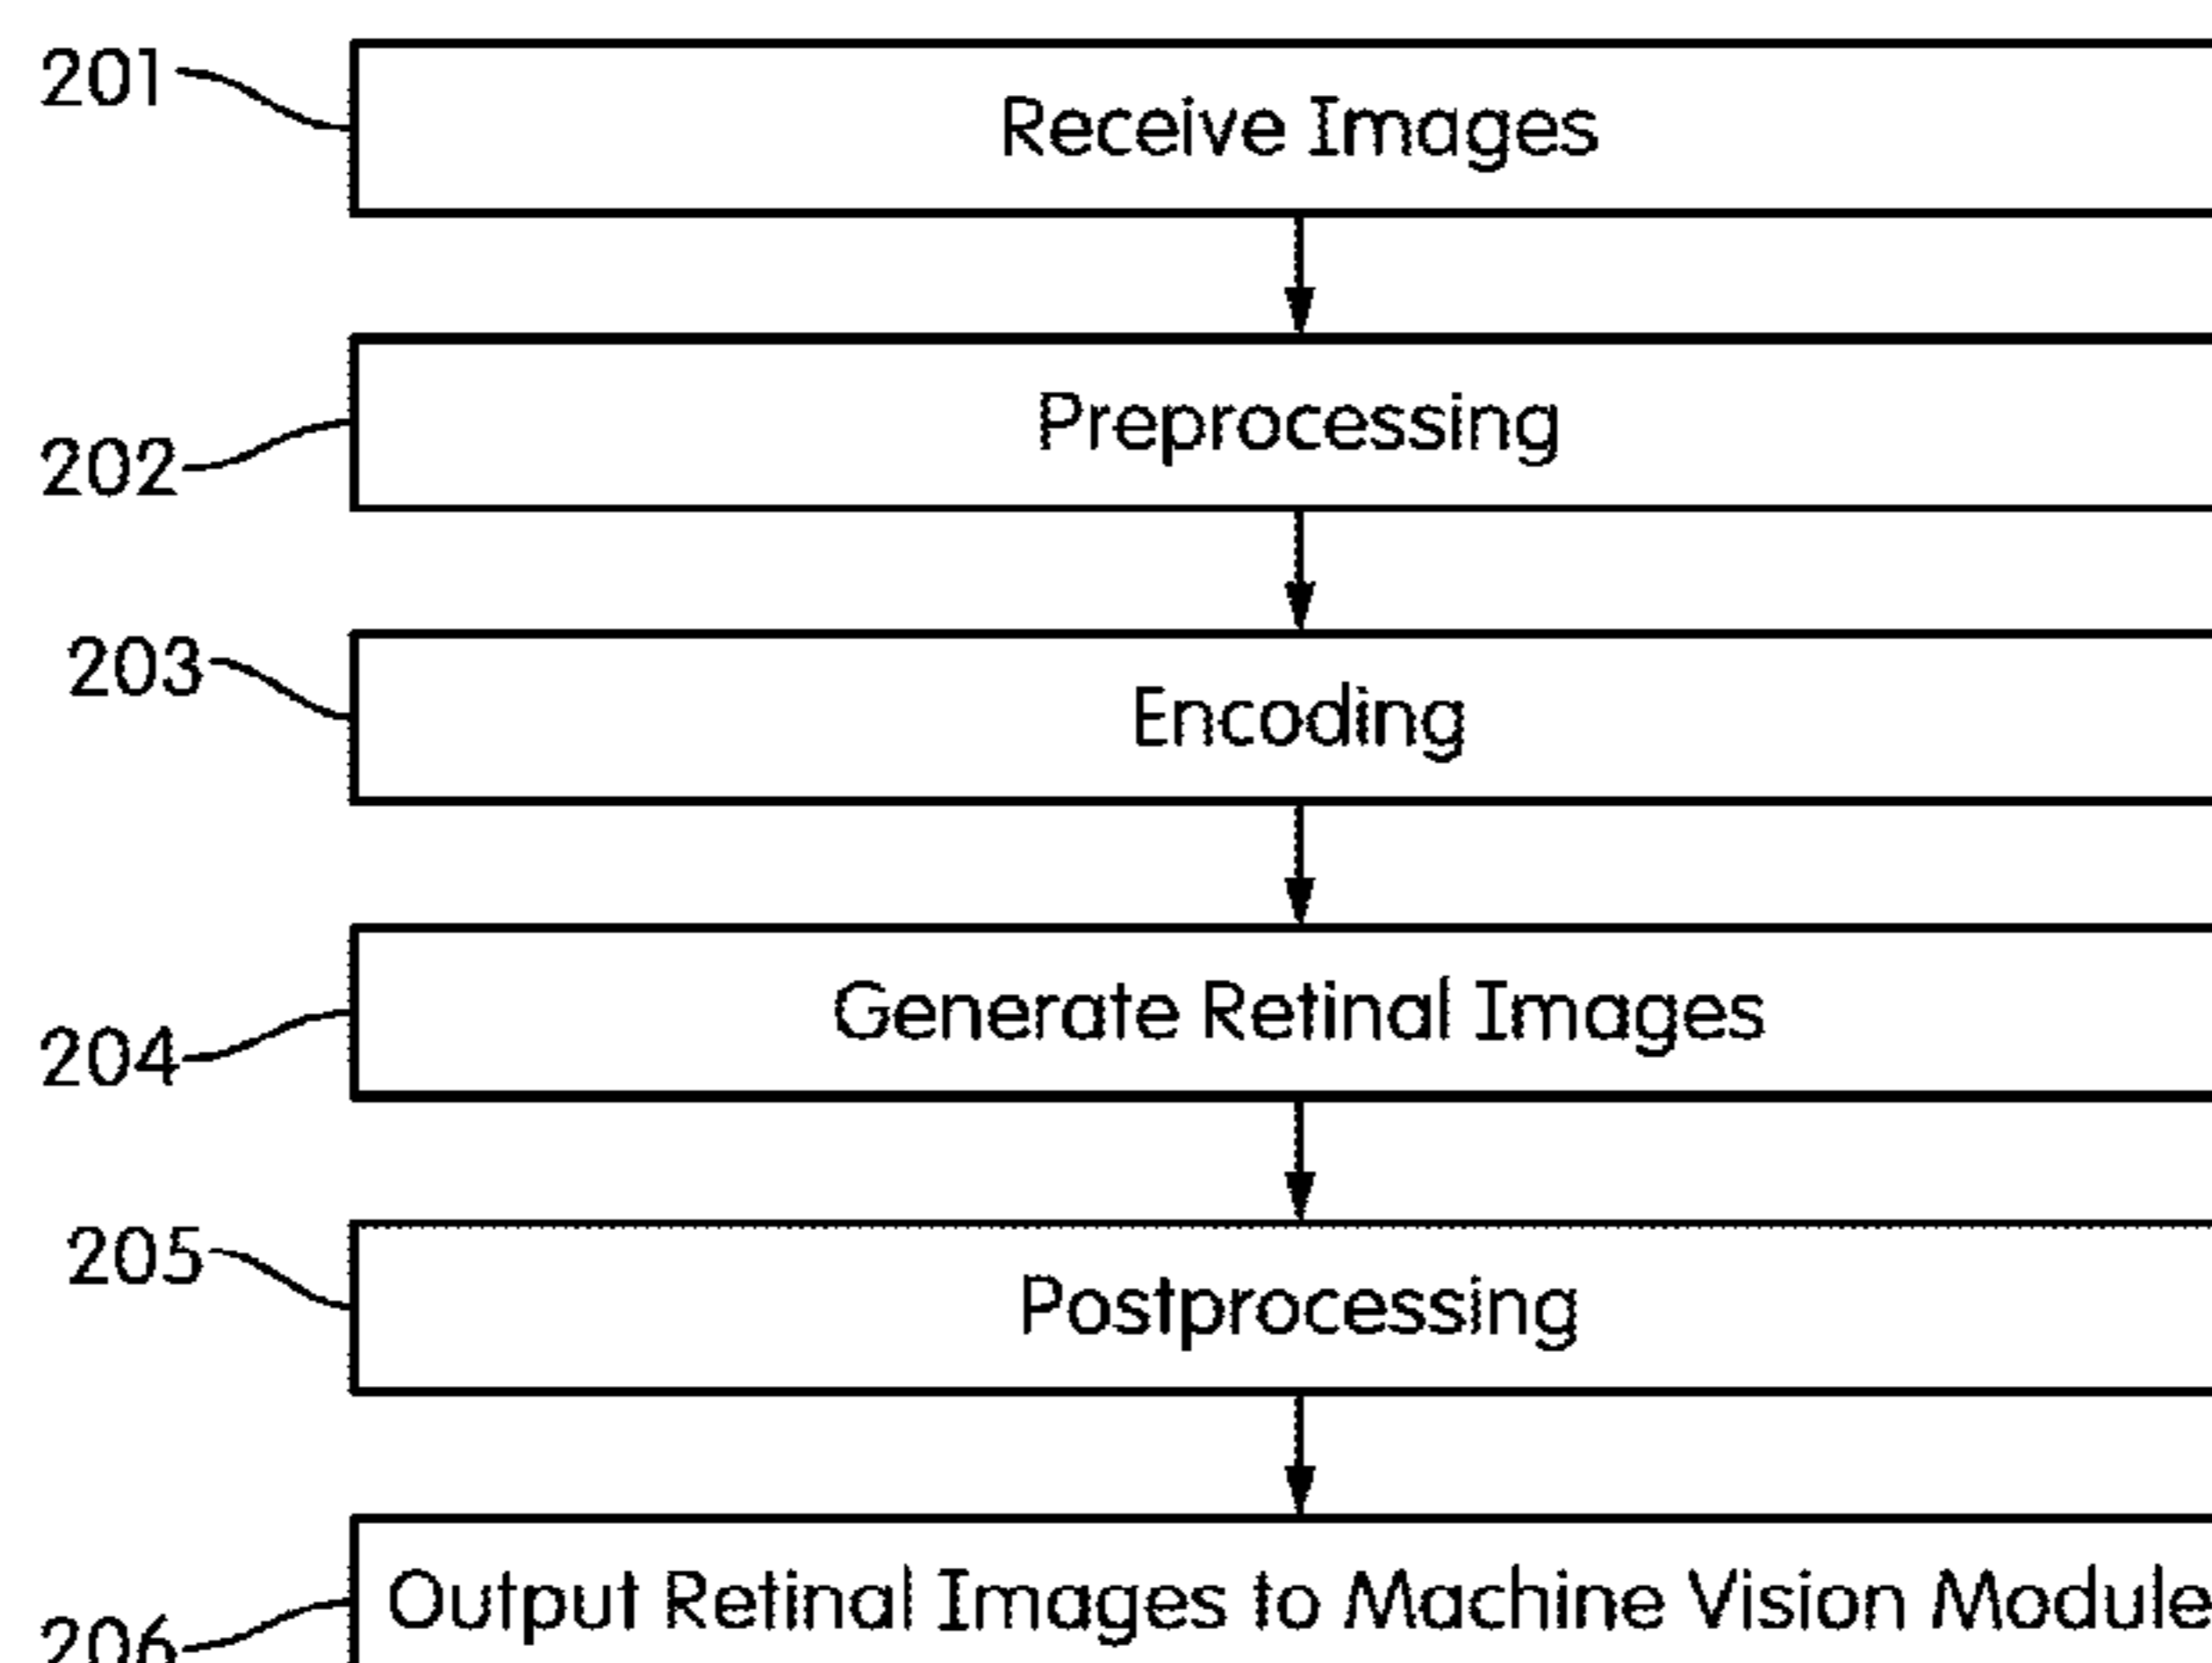 201
Receive Images
Preprocessing
202
203
Encoding
Generate Retinal Images
204
205
Postprocessing
Output Retinal Images to Machine Vision Module
206